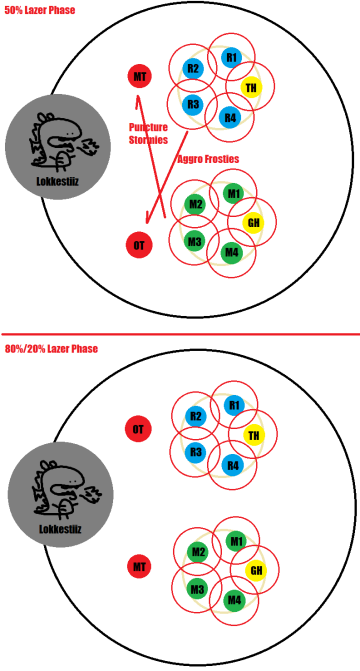 50% Lazer Phase
MT
R1
R2
TH
R3
R4
Puncture
Stormies
Aggro Frosties
Lokkestiiz
M1
M2
GH
OT
M3
M4
80%/20% Lazer Phase
R1
R2
OT
TH
R3
R4
Lokkestiiz
M1
M2
MT
GH
M3
M4